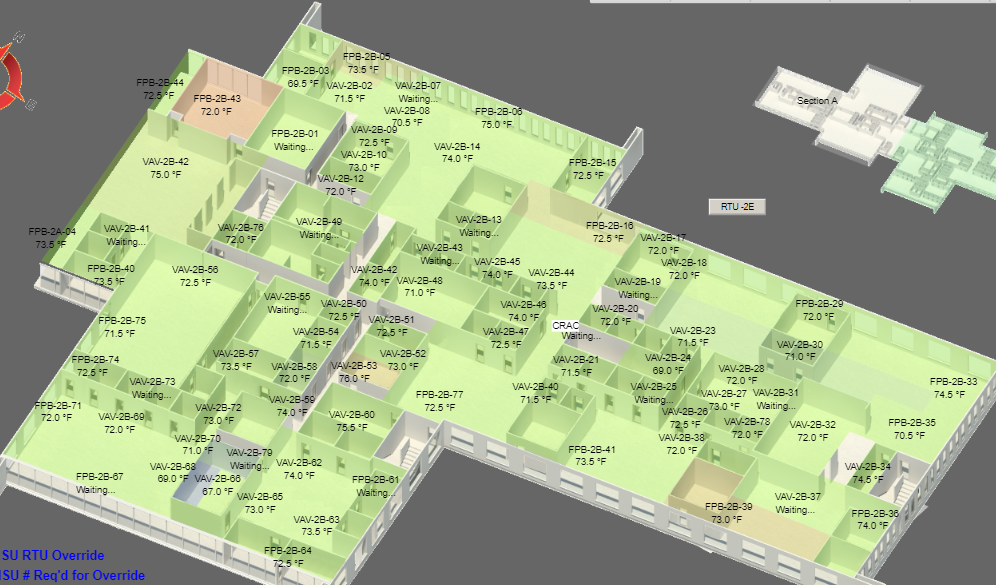 FPB-2B-05
73.5 °F
FPB-2B-03
69.5 °F
VAV-2B-02
71.5 °F
VAV-2B-07
Waiting...
FPB-2B-44
72.5 °F
FPB-2B-43
72.0 °F
Section A
VAV-2B-08
70.5 °F
FPB-2B-06
75.0 °F
FPB-2B-01
Waiting...
VAV-2B-09
72.5 °F
VAV-2B-10
73.0 °F
VAV-2B-14
74.0 °F
VAV-2B-42
75.0 °F
FPB-2B-15
72.5 °F
VAV-2B-12
72.0 °F
RTU -2E
FPB-2A-04
73.5 °F
VAV-2B-41
Waiting...
VAV-2B-76
72.0 °F
VAV-2B-49
Waiting...
VAV-2B-13
Waiting...
FPB-2B-16
72.5 °F
VAV-2B-17
72.0 °F
VAV-2B-43
Waiting...
VAV-2B-18
72.0 °F
FPB-2B-40
73.5 °F
VAV-2B-56
72.5 °F
VAV-2B-42
74.0 °F
VAV-2B-45
74.0 °F
VAV-2B-44
73.5 °F
VAV-2B-48
71.0 °F
VAV-2B-19
Waiting...
VAV-2B-55
Waiting...
VAV-2B-50
72.5 °F
VAV-2B-46
74.0 °F
VAV-2B-20
72.0 °F
FPB-2B-29
72.0 °F
FPB-2B-75
71.5 °F
VAV-2B-51
72.5 °F
CRAC
Waiting...
VAV-2B-54
71.5 °F
VAV-2B-47
72.5 °F
VAV-2B-23
71.5 °F
VAV-2B-30
71.0 °F
FPB-2B-74
72.5 °F
VAV-2B-57
73.5 °F
VAV-2B-52
73.0 °F
VAV-2B-58
72.0 °F
VAV-2B-53
76.0 °F
VAV-2B-21
71.5 °F
VAV-2B-24
69.0 °F
VAV-2B-28
72.0 °F
VAV-2B-73
Waiting...
FPB-2B-33
74.5 °F
FPB-2B-77
72.5 °F
VAV-2B-40
71.5 °F
VAV-2B-25
Waiting...
VAV-2B-27
73.0 °F
VAV-2B-31
Waiting...
FPB-2B-71
72.0 °F
VAV-2B-69
72.0 °F
VAV-2B-72
73.0 °F
VAV-2B-59
74.0 °F
VAV-2B-60
75.5 °F
VAV-2B-26
72.5 °F
VAV-2B-78
72.0 °F
VAV-2B-32
72.0 °F
FPB-2B-35
70.5 °F
VAV-2B-70
71.0 °F
VAV-2B-38
72.0 °F
VAV-2B-79
Waiting...
FPB-2B-41
73.5 °F
VAV-2B-62
74.0 °F
VAV-2B-68
69.0 °F
VAV-2B-34
74.5 °F
FPB-2B-67
Waiting...
VAV-2B-66
67.0 °F
FPB-2B-61
Waiting...
VAV-2B-65
73.0 °F
VAV-2B-37
Waiting...
FPB-2B-39
73.0 °F
FPB-2B-36
74.0 °F
VAV-2B-63
73.5 °F
FPB-2B-64
72.5 °F
SU RTU Override
SU # Req'd for Override